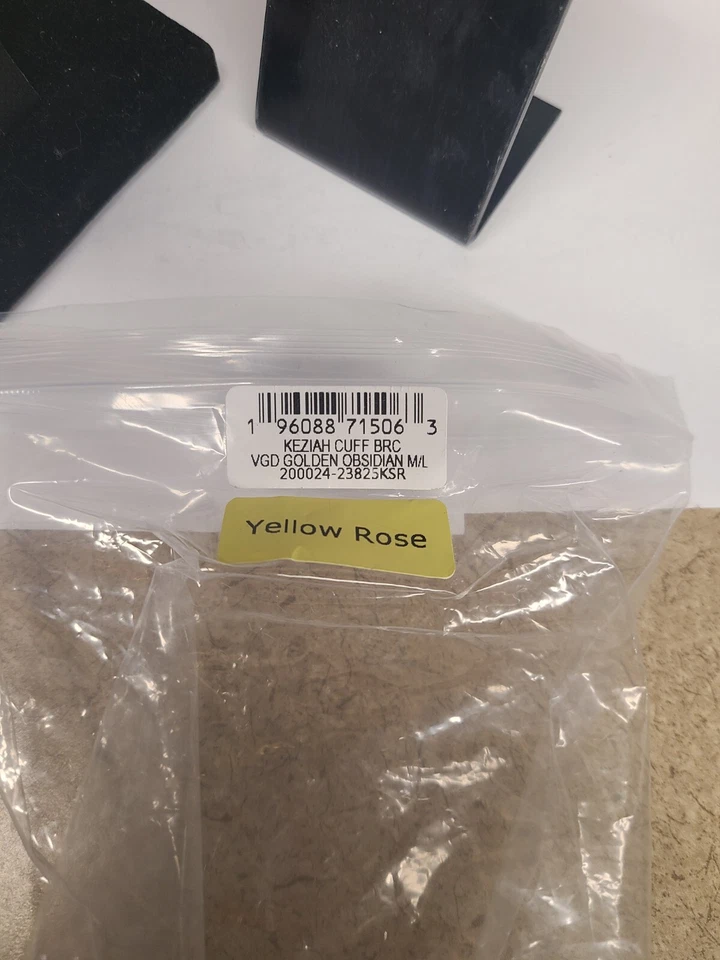 1 96088 71506 3
KEZIAH CUFF BRC
VGD GOLDEN OBSIDIAN M/L
200024-23825KSR
Yellow Rose